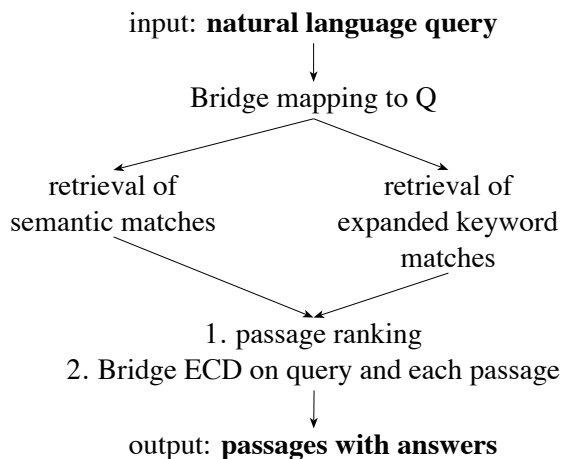 input: natural language query
Bridge mapping to Q
retrieval of
semantic matches
retrieval of
expanded keyword
matches
1. passage ranking
2. Bridge ECD on query and each passage
output: passages with answers